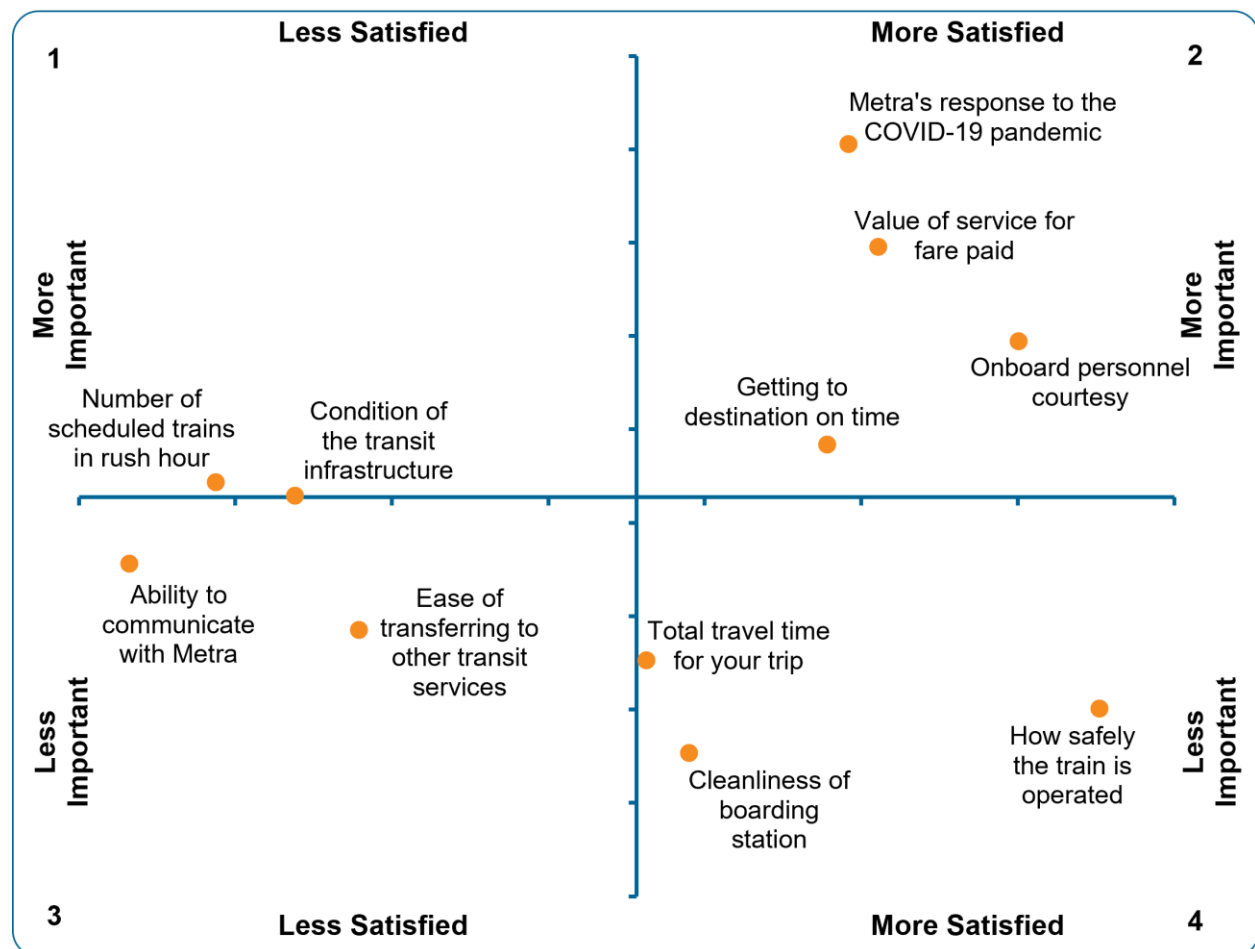 Less Satisfied
More Satisfied
1
2
Metra's response to the
COVID-19 pandemic
Value of service for
fare paid
More
Important
More
Important
Onboard personnel
courtesy
Getting to
destination on time
Number of
scheduled trains
in rush hour
Condition of
the transit
infrastructure
Ability to
communicate
with Metra
Ease of
transferring to
other transit
services
Total travel time
for your trip
Less
Important
Less
Important
How safely
the train is
operated
Cleanliness of
boarding
station
3
Less Satisfied
More Satisfied
4